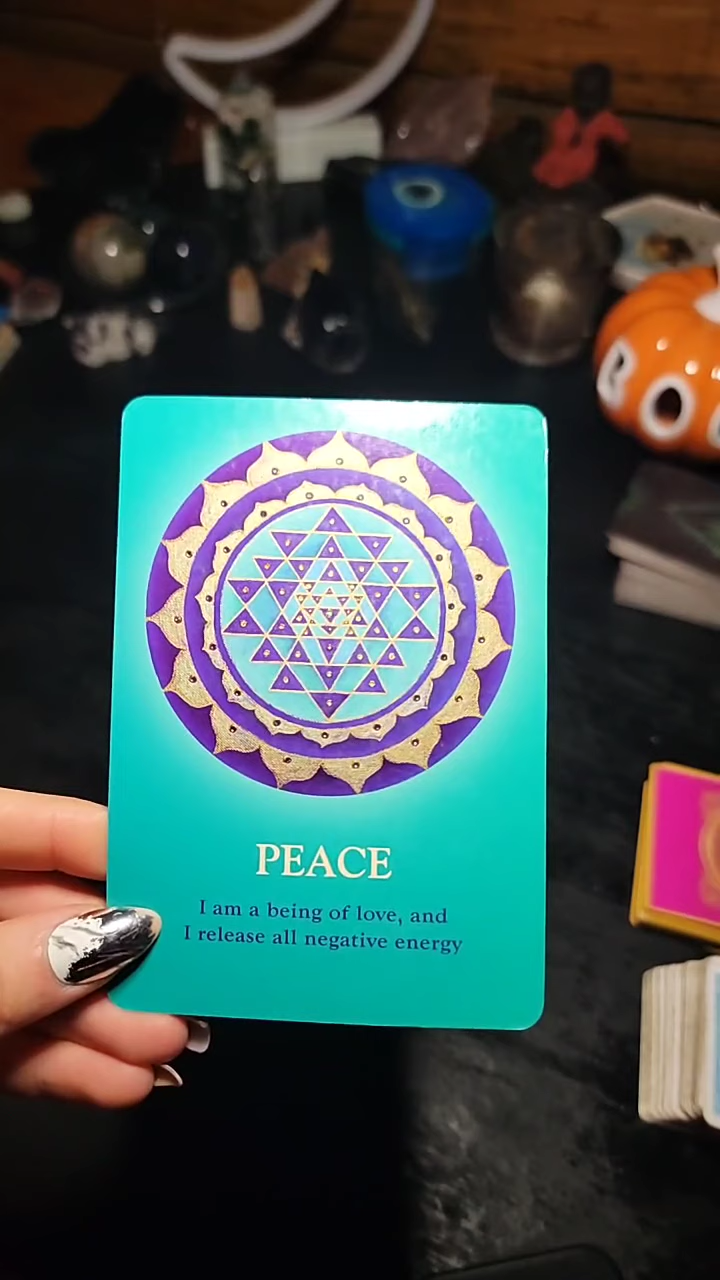 BOO
PEACE
I am a being of love, and
I release all negative energy